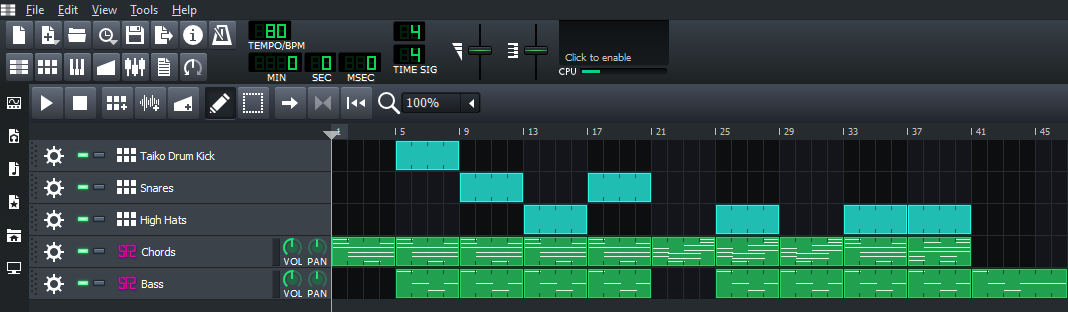 File Edit View Tools Help
80
TEMPO/BPM
4
4
TIME SIG
0 0 0
MIN SEC MSEC
Click to enable
CPU
100%
1 5 9 13 17 21 25 29 33 37 41 45
Taiko Drum Kick
Snares
High Hats
Chords
VOL PAN
Bass
VOL PAN